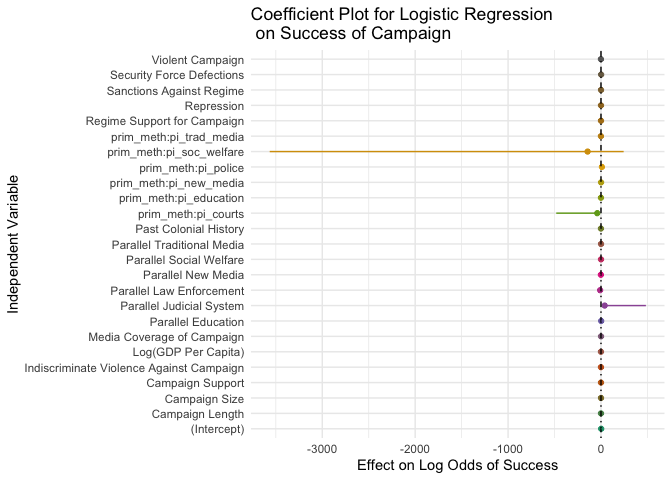 Coefficient Plot for Logistic Regression
on Success of Campaign
Independent Variable
Violent Campaign
Security Force Defections
Sanctions Against Regime
Repression
Regime Support for Campaign
prim_meth:pi_trad_media
prim_meth:pi_soc_welfare
prim_meth:pi_police
prim_meth:pi_new_media
prim_meth:pi_education
prim_meth:pi_courts
Past Colonial History
Parallel Traditional Media
Parallel Social Welfare
Parallel New Media
Parallel Law Enforcement
Parallel Judicial System
Parallel Education
Media Coverage of Campaign
Log(GDP Per Capita)
Indiscriminate Violence Against Campaign
Campaign Support
Campaign Size
Campaign Length
(Intercept)
-3000 -2000 -1000 0
Effect on Log Odds of Success